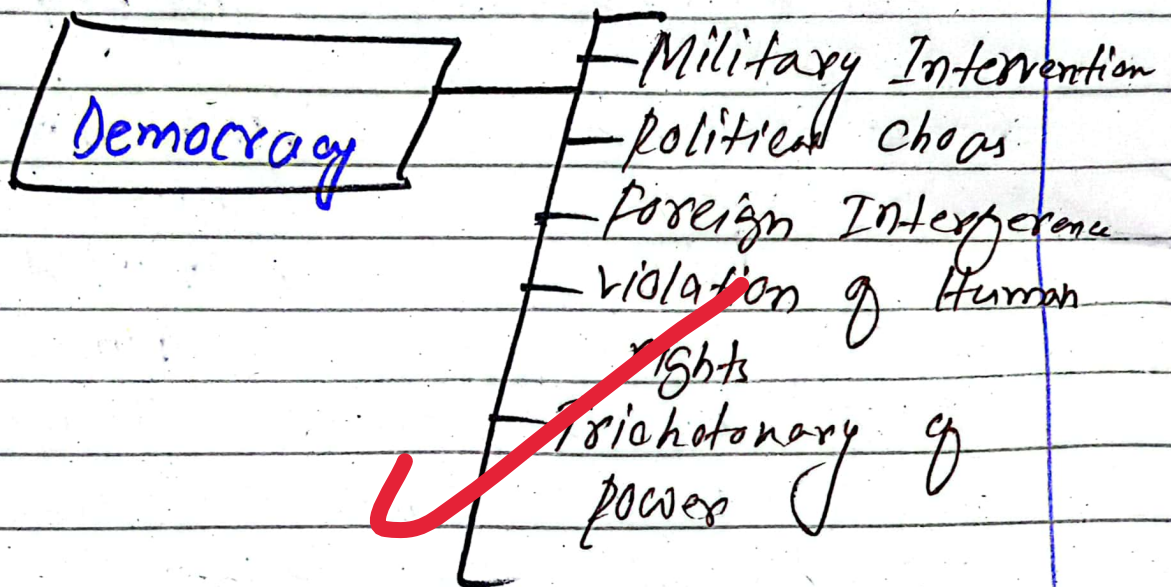 Democracy
Military Intervention
Political Choas
Foreign Interference
Violation of Human
rights
Trichotonary of
power